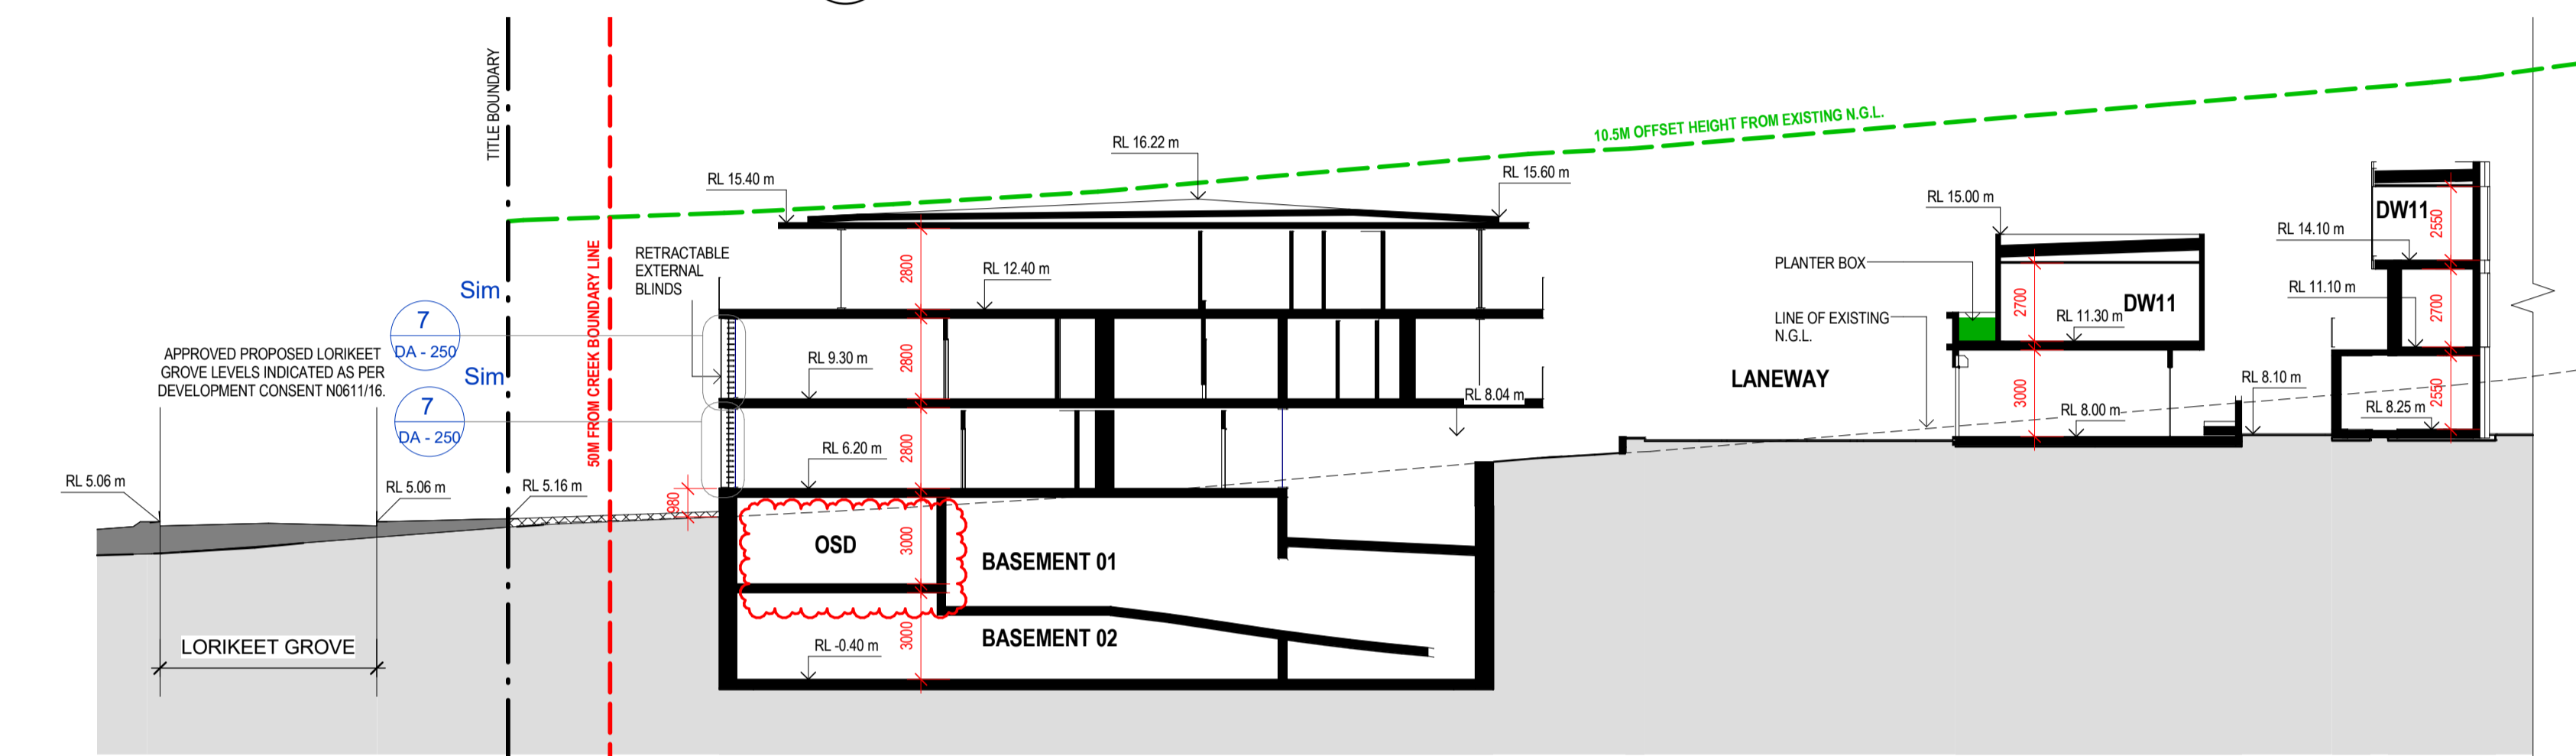 TITLE BOUNDARY
50M FROM CREEK BOUNDARY LINE
10.5M OFFSET HEIGHT FROM EXISTING N.G.L.
RL 16.22 m
RL 15.40 m
RL 15.60 m
RETRACTABLE
EXTERNAL
BLINDS
Sim
7
DA - 250
Sim
7
DA - 250
APPROVED PROPOSED LORIKEET
GROVE LEVELS INDICATED AS PER
DEVELOPMENT CONSENT N0611/16.
RL 5.06 m
RL 5.06 m
RL 5.16 m
980
LORIKEET GROVE
2800
RL 12.40 m
2800
RL 9.30 m
RL 8.04 m
2800
RL 6.20 m
OSD
3000
BASEMENT 01
3000
BASEMENT 02
RL -0.40 m
LANEWAY
PLANTER BOX
LINE OF EXISTING
N.G.L.
RL 15.00 m
2700
DW11
RL 11.30 m
3000
RL 8.00 m
RL 8.10 m
DW11
2550
RL 14.10 m
RL 11.10 m
2700
2550
RL 8.25 m